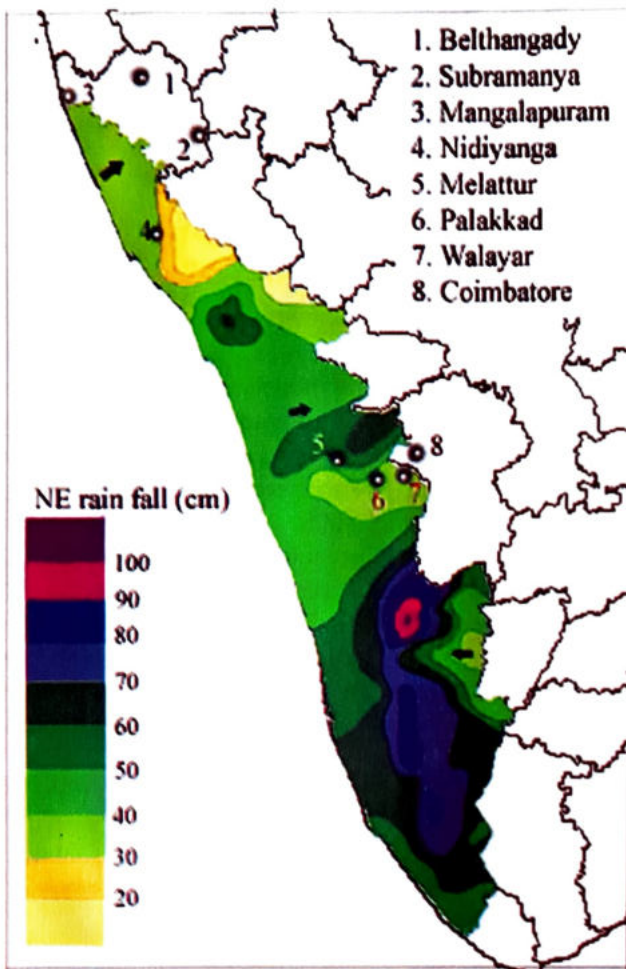 1. Belthangady
2. Subramanya
3. Mangalapuram
4. Nidiyanga
5. Melattur
6. Palakkad
7. Walayar
8. Coimbatore
3
1
2
4
5
8
6
7
NE rain fall (cm)
100
90
80
70
60
50
40
30
20